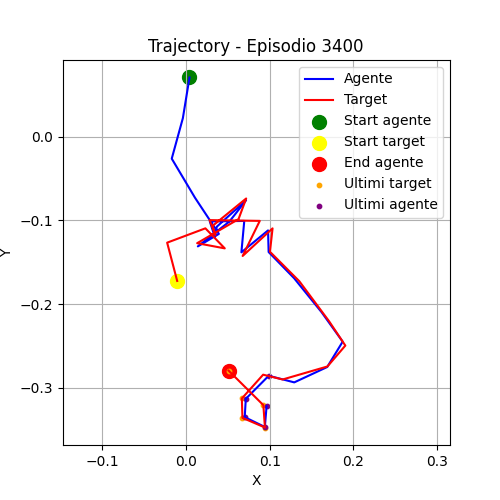 Trajectory - Episodio 3400
Agente
Target
Start agente
Start target
End agente
Ultimi target
Ultimi agente
Y
0.0
−0.1
−0.2
−0.3
−0.1
0.0
0.1
0.2
0.3
X